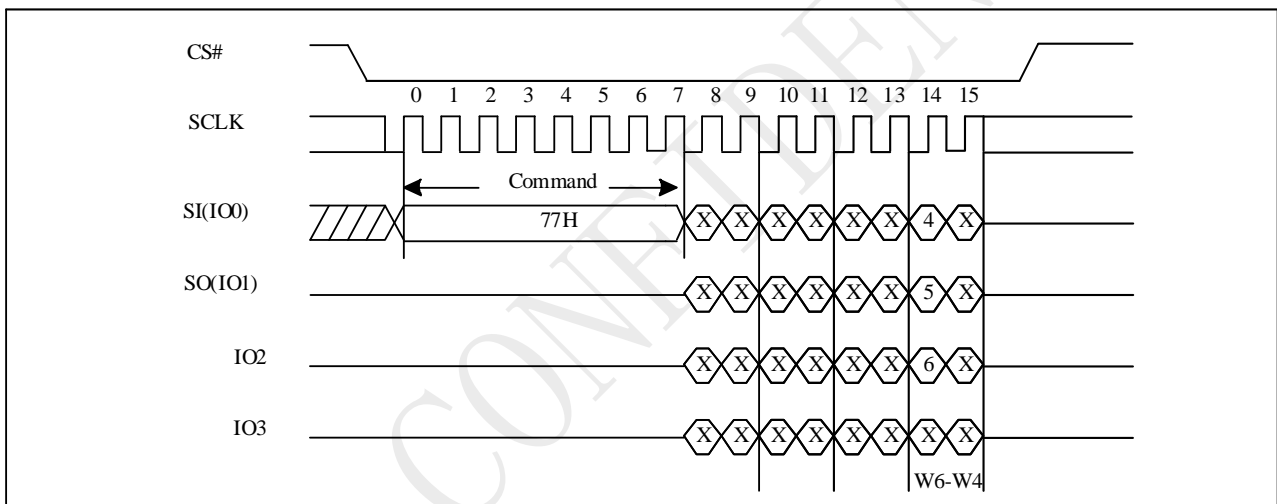 CS#
0 1 2 3 4 5 6 7 8 9 10 11 12 13 14 15
SCLK
Command
SI(IO0)
77H
X X X X X X 4 X
SO(IO1)
X X X X X X 5 X
IO2
X X X X X X 6 X
IO3
X X X X X X X X
W6-W4
CONFIDEN